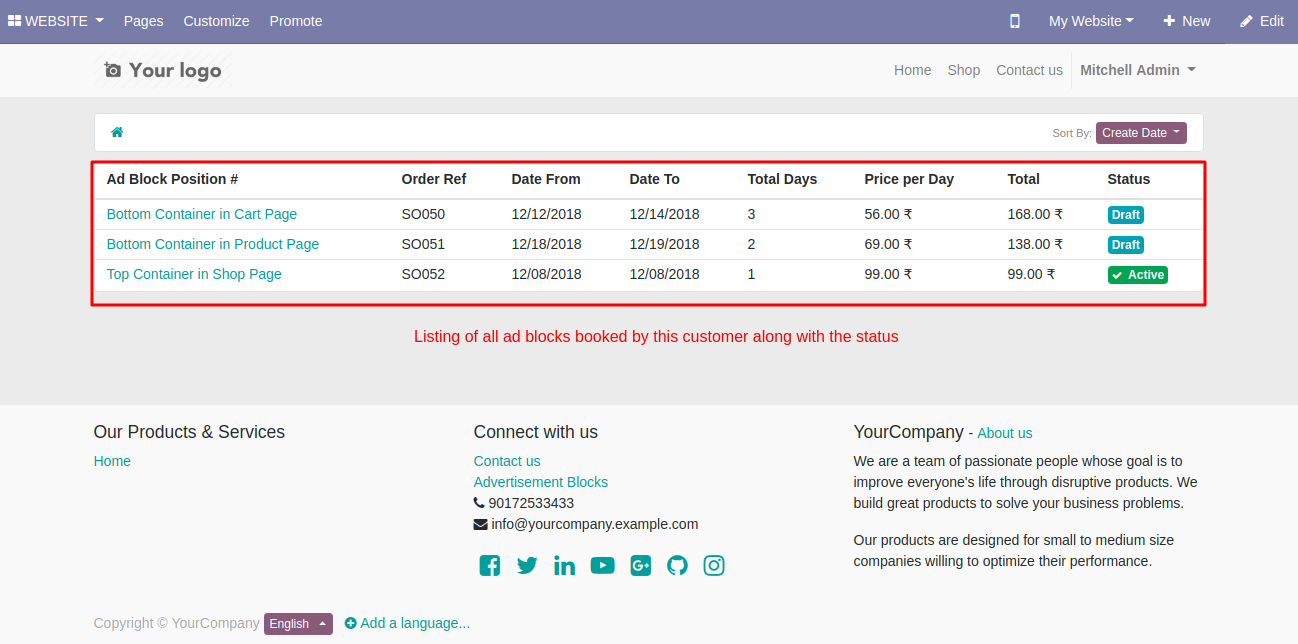 WEBSITE Pages Customize Promote My Website New Edit
Your logo Home Shop Contact us Mitchell Admin
Sort By: Create Date
Ad Block Position # Order Ref Date From Date To Total Days Price per Day Total Status
Bottom Container in Cart Page SO050 12/12/2018 12/14/2018 3 56.00 ₹ 168.00 ₹ Draft
Bottom Container in Product Page SO051 12/18/2018 12/19/2018 2 69.00 ₹ 138.00 ₹ Draft
Top Container in Shop Page SO052 12/08/2018 12/08/2018 1 99.00 ₹ 99.00 ₹ Active
Listing of all ad blocks booked by this customer along with the status
Our Products & Services
Home
Connect with us
Contact us
Advertisement Blocks
90172533433
info@yourcompany.example.com
YourCompany - About us
We are a team of passionate people whose goal is to
improve everyone's life through disruptive products. We
build great products to solve your business problems.
Our products are designed for small to medium size
companies willing to optimize their performance.
Copyright © YourCompany English Add a language...